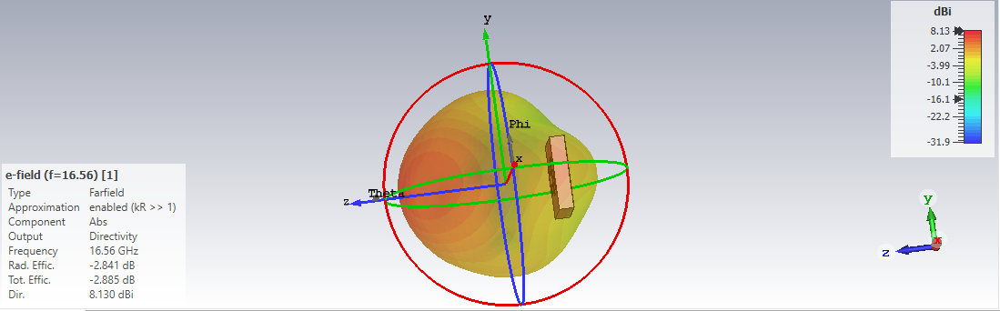 y
Phi
x
Theta
z
dBi
8.13
2.07
-3.99
-10.1
-16.1
-22.2
-31.9
e-field (f=16.56) [1]
Type Farfield
Approximation enabled (kR >> 1)
Component Abs
Output Directivity
Frequency 16.56 GHz
Rad. Effic. -2.841 dB
Tot. Effic. -2.885 dB
Dir. 8.130 dBi
y
x
z